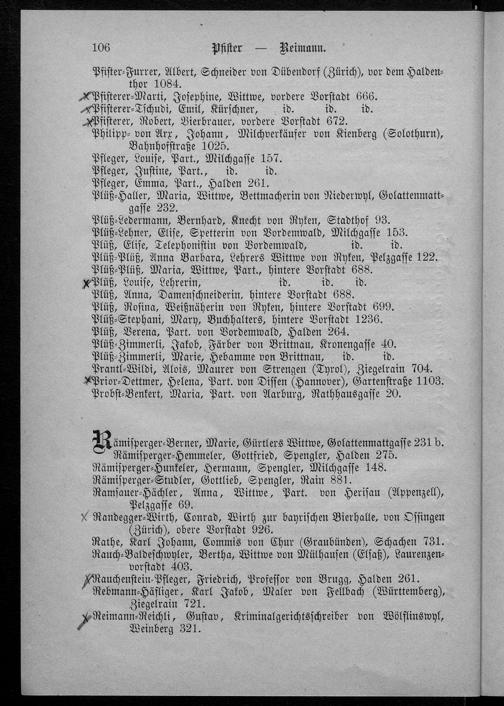 106 Pfister — Reimann.
Pfister-Furrer, Albert, Schneider von Dübendorf (Zürich), vor dem Halden-
thor 1084.
Pfisterer-Marti, Josephine, Wittwe, vordere Vorstadt 666.
Pfisterer-Tschudi, Emil, Kürschner, id. id. id.
Pfisterer, Robert, Bierbrauer, vordere Vorstadt 672.
Philipp-von Arx, Johann, Milchverkäufer von Kienberg (Solothurn),
Bahnhofstraße 1025.
Pfleger, Louise, Part., Milchgasse 157.
Pfleger, Justine, Part., id. id.
Pfleger, Emma, Part., Halden 261.
Plüß-Haller, Maria, Wittwe, Bettmacherin von Niederwyl, Golattenmatt-
gasse 232.
Plüß-Ledermann, Bernhard, Knecht von Ryken, Stadthof 93.
Plüß-Lehner, Elise, Spetterin von Vordemwald, Milchgasse 153.
Plüß, Elise, Telephonistin von Vordemwald, id. id.
Plüß-Plüß, Anna Barbara, Lehrers Wittwe von Ryken, Pelzgasse 122.
Plüß-Plüß, Maria, Wittwe, Part., hintere Vorstadt 688.
Plüß, Louise, Lehrerin, id. id. id.
Plüß, Anna, Damenschneiderin, hintere Vorstadt 688.
Plüß, Rosina, Weißnäherin von Ryken, hintere Vorstadt 699.
Plüß-Stephani, Mary, Buchhalters, hintere Vorstadt 1236.
Plüß, Verena, Part. von Vordemwald, Halden 264.
Plüß-Zimmerli, Jakob, Färber von Brittnau, Kronengasse 40.
Plüß-Zimmerli, Marie, Hebamme von Brittnau, id. id.
Prantl-Wildi, Alois, Maurer von Strengen (Tyrol), Ziegelrain 704.
Prior-Dettmer, Helena, Part. von Dissen (Hannover), Gartenstraße 1103.
Probst-Benkert, Maria, Part. von Aarburg, Rathhausgasse 20.
Rämisperger-Berner, Marie, Gürtlers Wittwe, Golattenmattgasse 231 b.
Rämisperger-Hemmeler, Gottfried, Spengler, Halden 275.
Rämisperger-Hunkeler, Hermann, Spengler, Milchgasse 148.
Rämisperger-Studler, Gottlieb, Spengler, Rain 881.
Ramsauer-Hächler, Anna, Wittwe, Part. von Herisau (Appenzell),
Pelzgasse 69.
Randegger-Wirth, Conrad, Wirth zur bayrischen Bierhalle, von Ossingen
(Zürich), obere Vorstadt 926.
Rathe, Karl Johann, Commis von Chur (Graubünden), Schachen 731.
Rauch-Baldeschwyler, Bertha, Wittwe von Mülhausen (Elsaß), Laurenzen-
vorstadt 403.
Rauchenstein-Pfleger, Friedrich, Professor von Brugg, Halden 261.
Rebmann-Häfliger, Karl Jakob, Maler von Fellbach (Württemberg),
Ziegelrain 721.
Reimann-Reichli, Gustav, Kriminalgerichtschreiber von Wölflinswyl,
Weinberg 321.